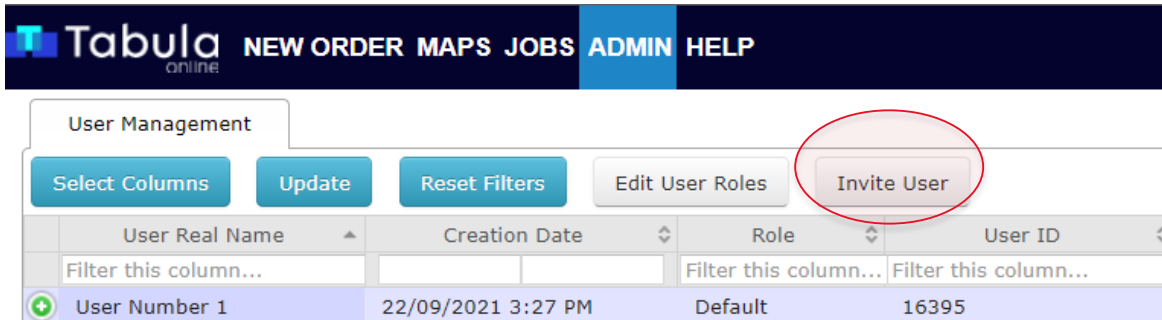 Tabula online NEW ORDER MAPS JOBS ADMIN HELP
User Management
Select Columns Update Reset Filters Edit User Roles Invite User
User Real Name Creation Date Role User ID
Filter this column... Filter this column... Filter this column...
User Number 1 22/09/2021 3:27 PM Default 16395